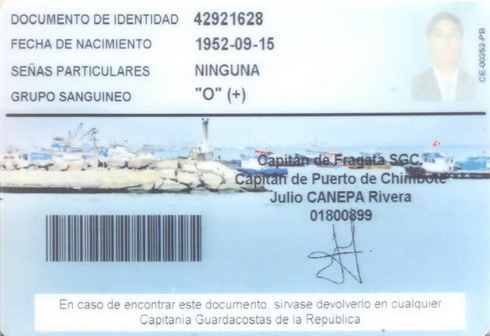 DOCUMENTO DE IDENTIDAD 42921628
FECHA DE NACIMIENTO 1952-09-15
SEÑAS PARTICULARES NINGUNA
GRUPO SANGUINEO "O" (+)
CE-00252-PB
Capitán de Fragata SGC.
Capitán de Puerto de Chimbote
Julio CANEPA Rivera
01800899
En caso de encontrar este documento, sirvase devolverlo en cualquier
Capitania Guardacostas de la República